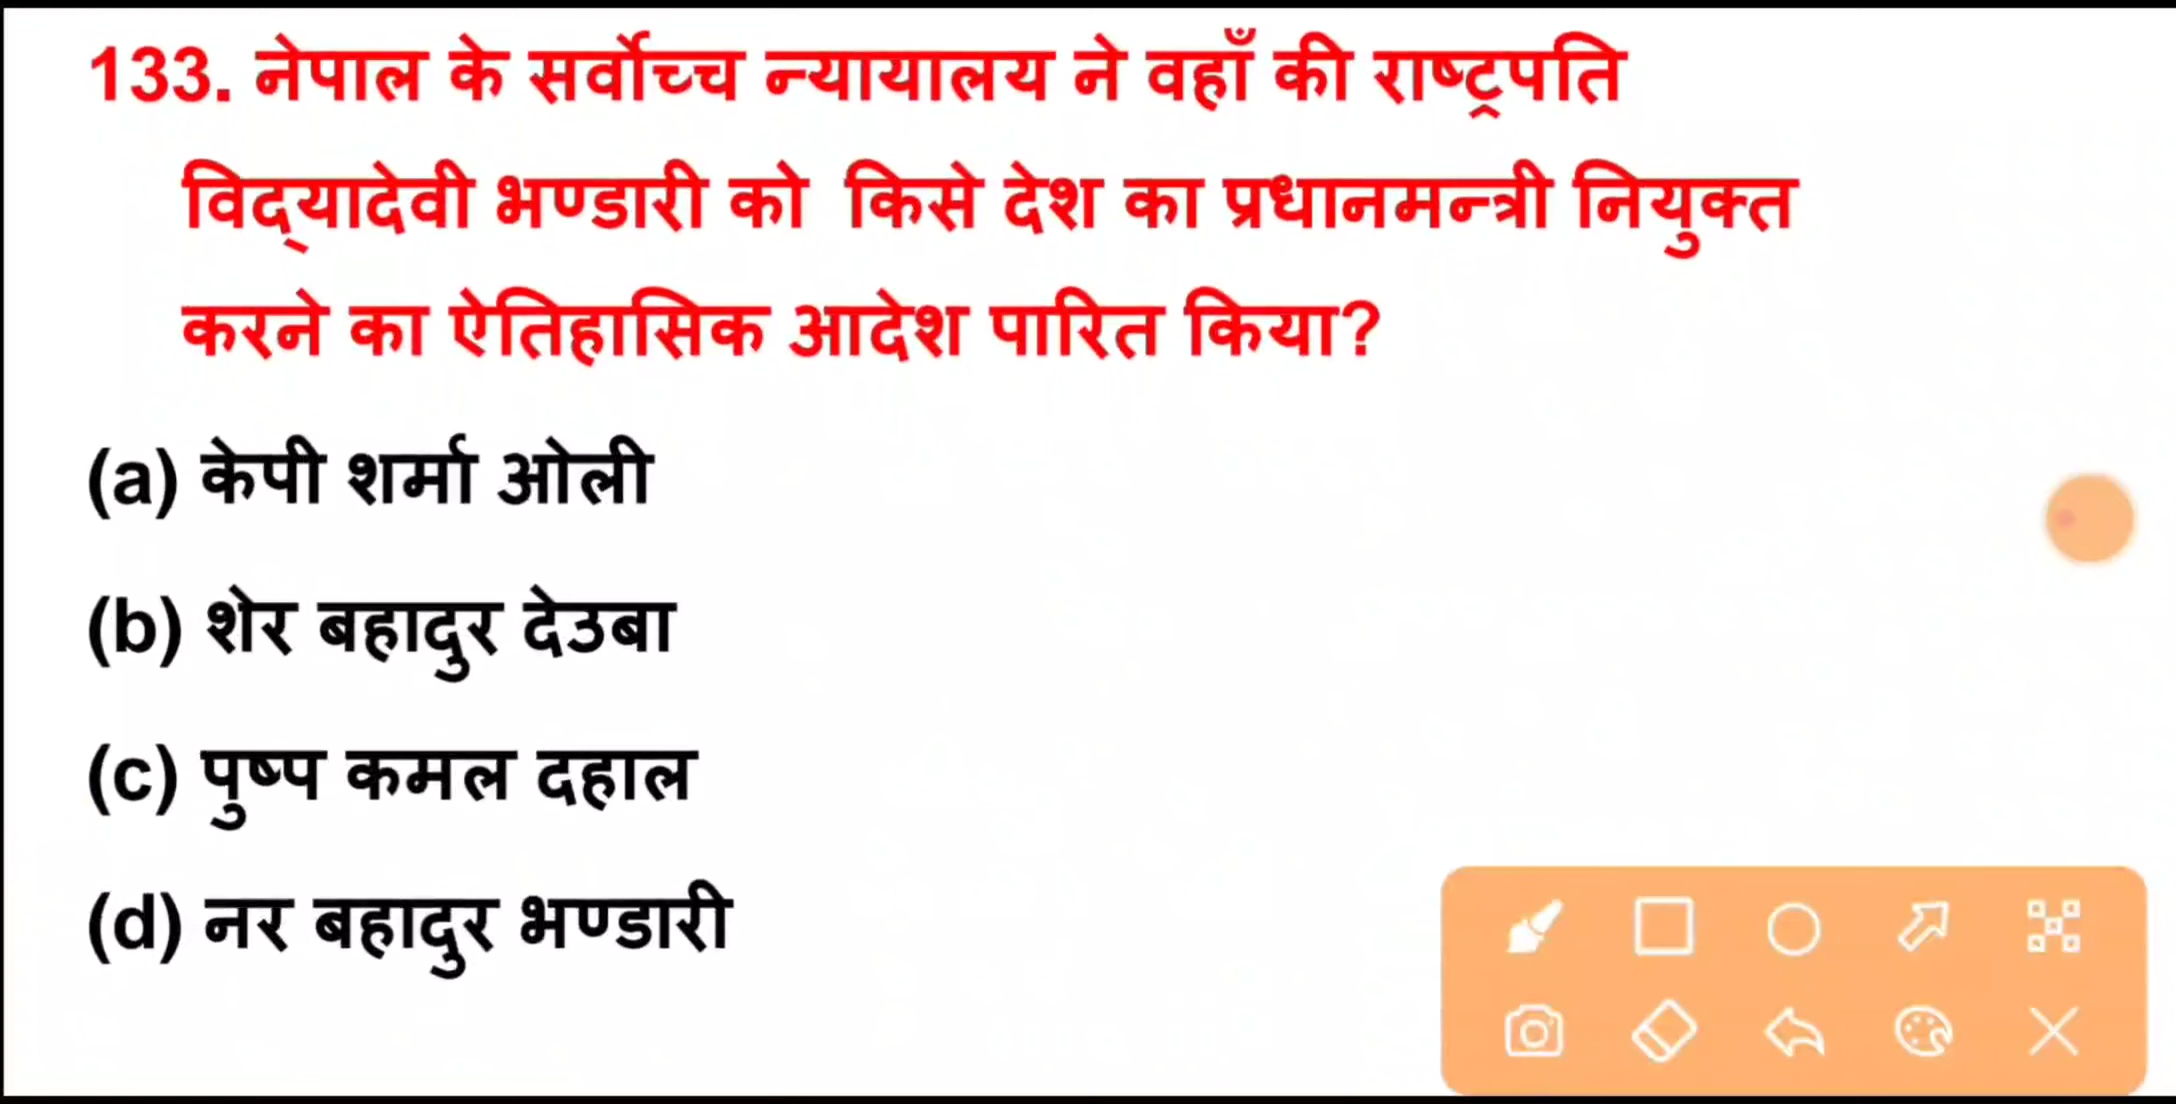 133. नेपाल के सर्वोच्च न्यायालय ने वहाँ की राष्ट्रपति
विद्यादेवी भण्डारी को किसे देश का प्रधानमन्त्री नियुक्त
करने का ऐतिहासिक आदेश पारित किया?
(a) केपी शर्मा ओली
(b) शेर बहादुर देउबा
(c) पुष्प कमल दहाल
(d) नर बहादुर भण्डारी